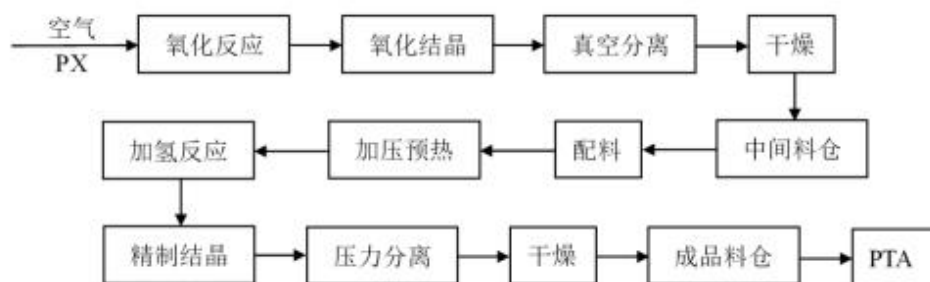 空气
PX
氧化反应
氧化结晶
真空分离
干燥
加氢反应
加压预热
配料
中间料仓
精制结晶
压力分离
干燥
成品料仓
PTA